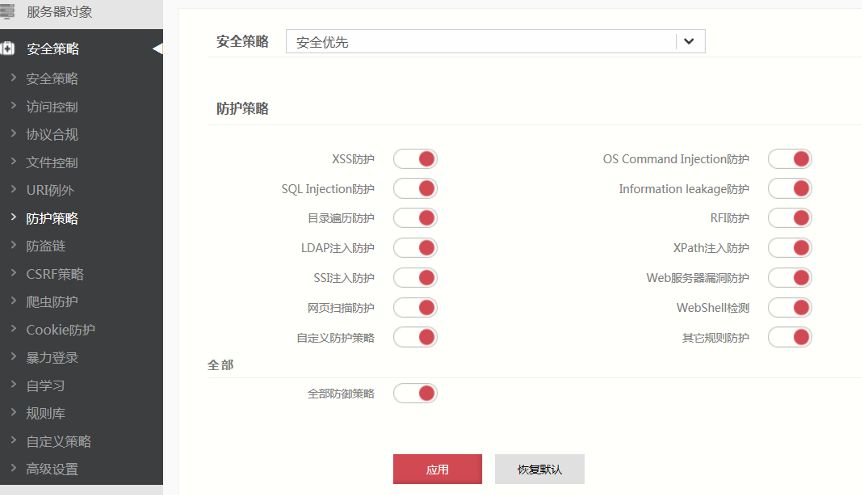 服务器对象
安全策略
安全策略
访问控制
协议合规
文件控制
URI例外
防护策略
防盗链
CSRF策略
爬虫防护
Cookie防护
暴力登录
自学习
规则库
自定义策略
高级设置
安全策略 安全优先
防护策略
XSS防护 OS Command Injection防护
SQL Injection防护 Information leakage防护
目录遍历防护 RFI防护
LDAP注入防护 XPath注入防护
SSI注入防护 Web服务器漏洞防护
网页扫描防护 WebShell检测
自定义防护策略 其它规则防护
全部
全部防御策略
应用 恢复默认